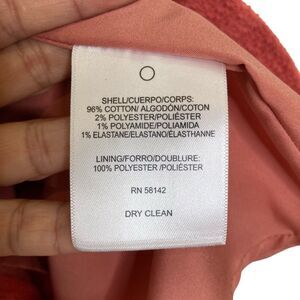 SHELL/CUERPO/CORPS:
96% COTTON/ ALGODÓN/COTON
2% POLYESTER/POLIÉSTER
1% POLYAMIDE/POLIAMIDA
1% ELASTANE/ELASTANO/ÉLASTHANNE
LINING/FORRO/DOUBLURE:
100% POLYESTER/POLIÉSTER
RN 58142
DRY CLEAN